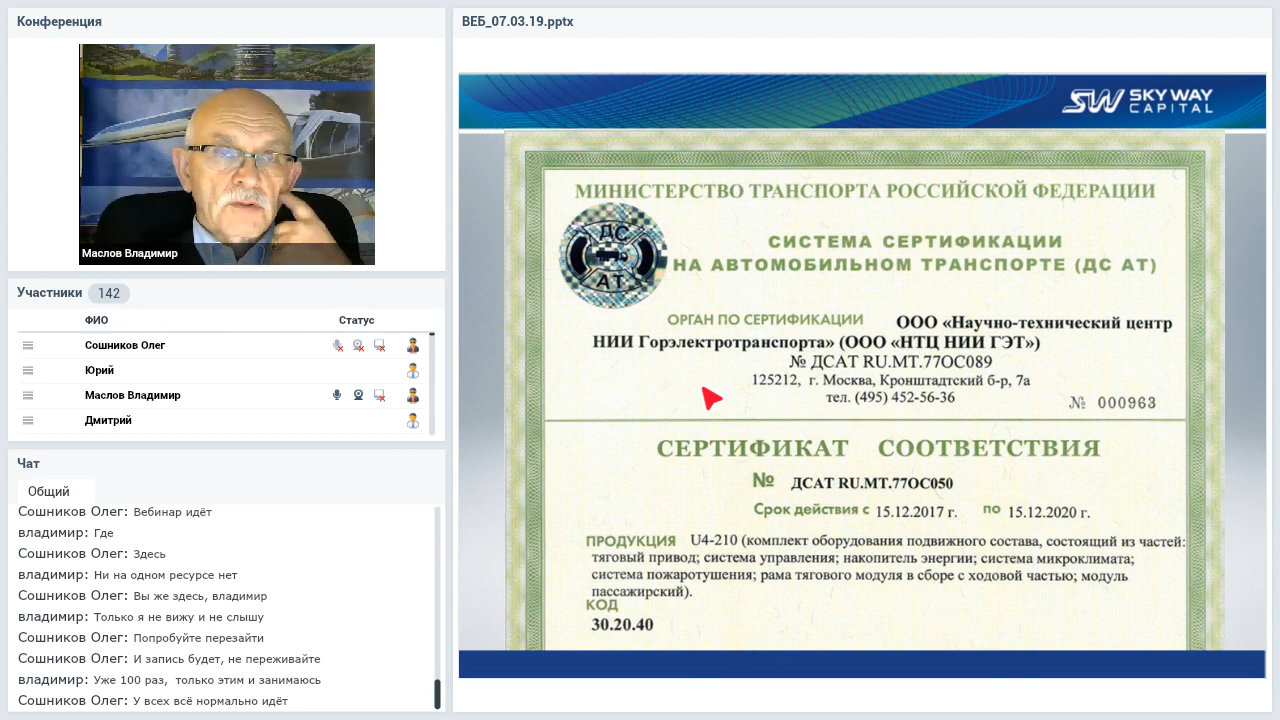 Конференция
Маслов Владимир
Участники 142
ФИО Статус
Сошников Олег
Юрий
Маслов Владимир
Дмитрий
Чат
Общий
Сошников Олег: Вебинар идёт
владимир: Где
Сошников Олег: Здесь
владимир: Ни на одном ресурсе нет
Сошников Олег: Вы же здесь, владимир
владимир: Только я не вижу и не слышу
Сошников Олег: Попробуйте перезайти
Сошников Олег: И запись будет, не переживайте
владимир: Уже 100 раз, только этим и занимаюсь
Сошников Олег: У всех всё нормально идёт
ВЕБ_07.03.19.pptx
SW SKY WAY
CAPITAL
МИНИСТЕРСТВО ТРАНСПОРТА РОССИЙСКОЙ ФЕДЕРАЦИИ
ДС
АТ
СИСТЕМА СЕРТИФИКАЦИИ
НА АВТОМОБИЛЬНОМ ТРАНСПОРТЕ (ДС АТ)
ОРГАН ПО СЕРТИФИКАЦИИ ООО «Научно-технический центр
НИИ Горэлектротранспорта» (ООО «НТЦ НИИ ГЭТ»)
№ ДСАТ RU.МТ.77ОС089
125212, г. Москва, Кронштадтский б-р, 7а
тел. (495) 452-56-36
№ 000963
СЕРТИФИКАТ СООТВЕТСТВИЯ
№ ДСАТ RU.МТ.77ОС050
Срок действия с 15.12.2017 г. по 15.12.2020 г.
ПРОДУКЦИЯ U4-210 (комплект оборудования подвижного состава, состоящий из частей:
тяговый привод; система управления; накопитель энергии; система микроклимата;
система пожаротушения; рама тягового модуля в сборе с ходовой частью; модуль
пассажирский).
КОД
30.20.40